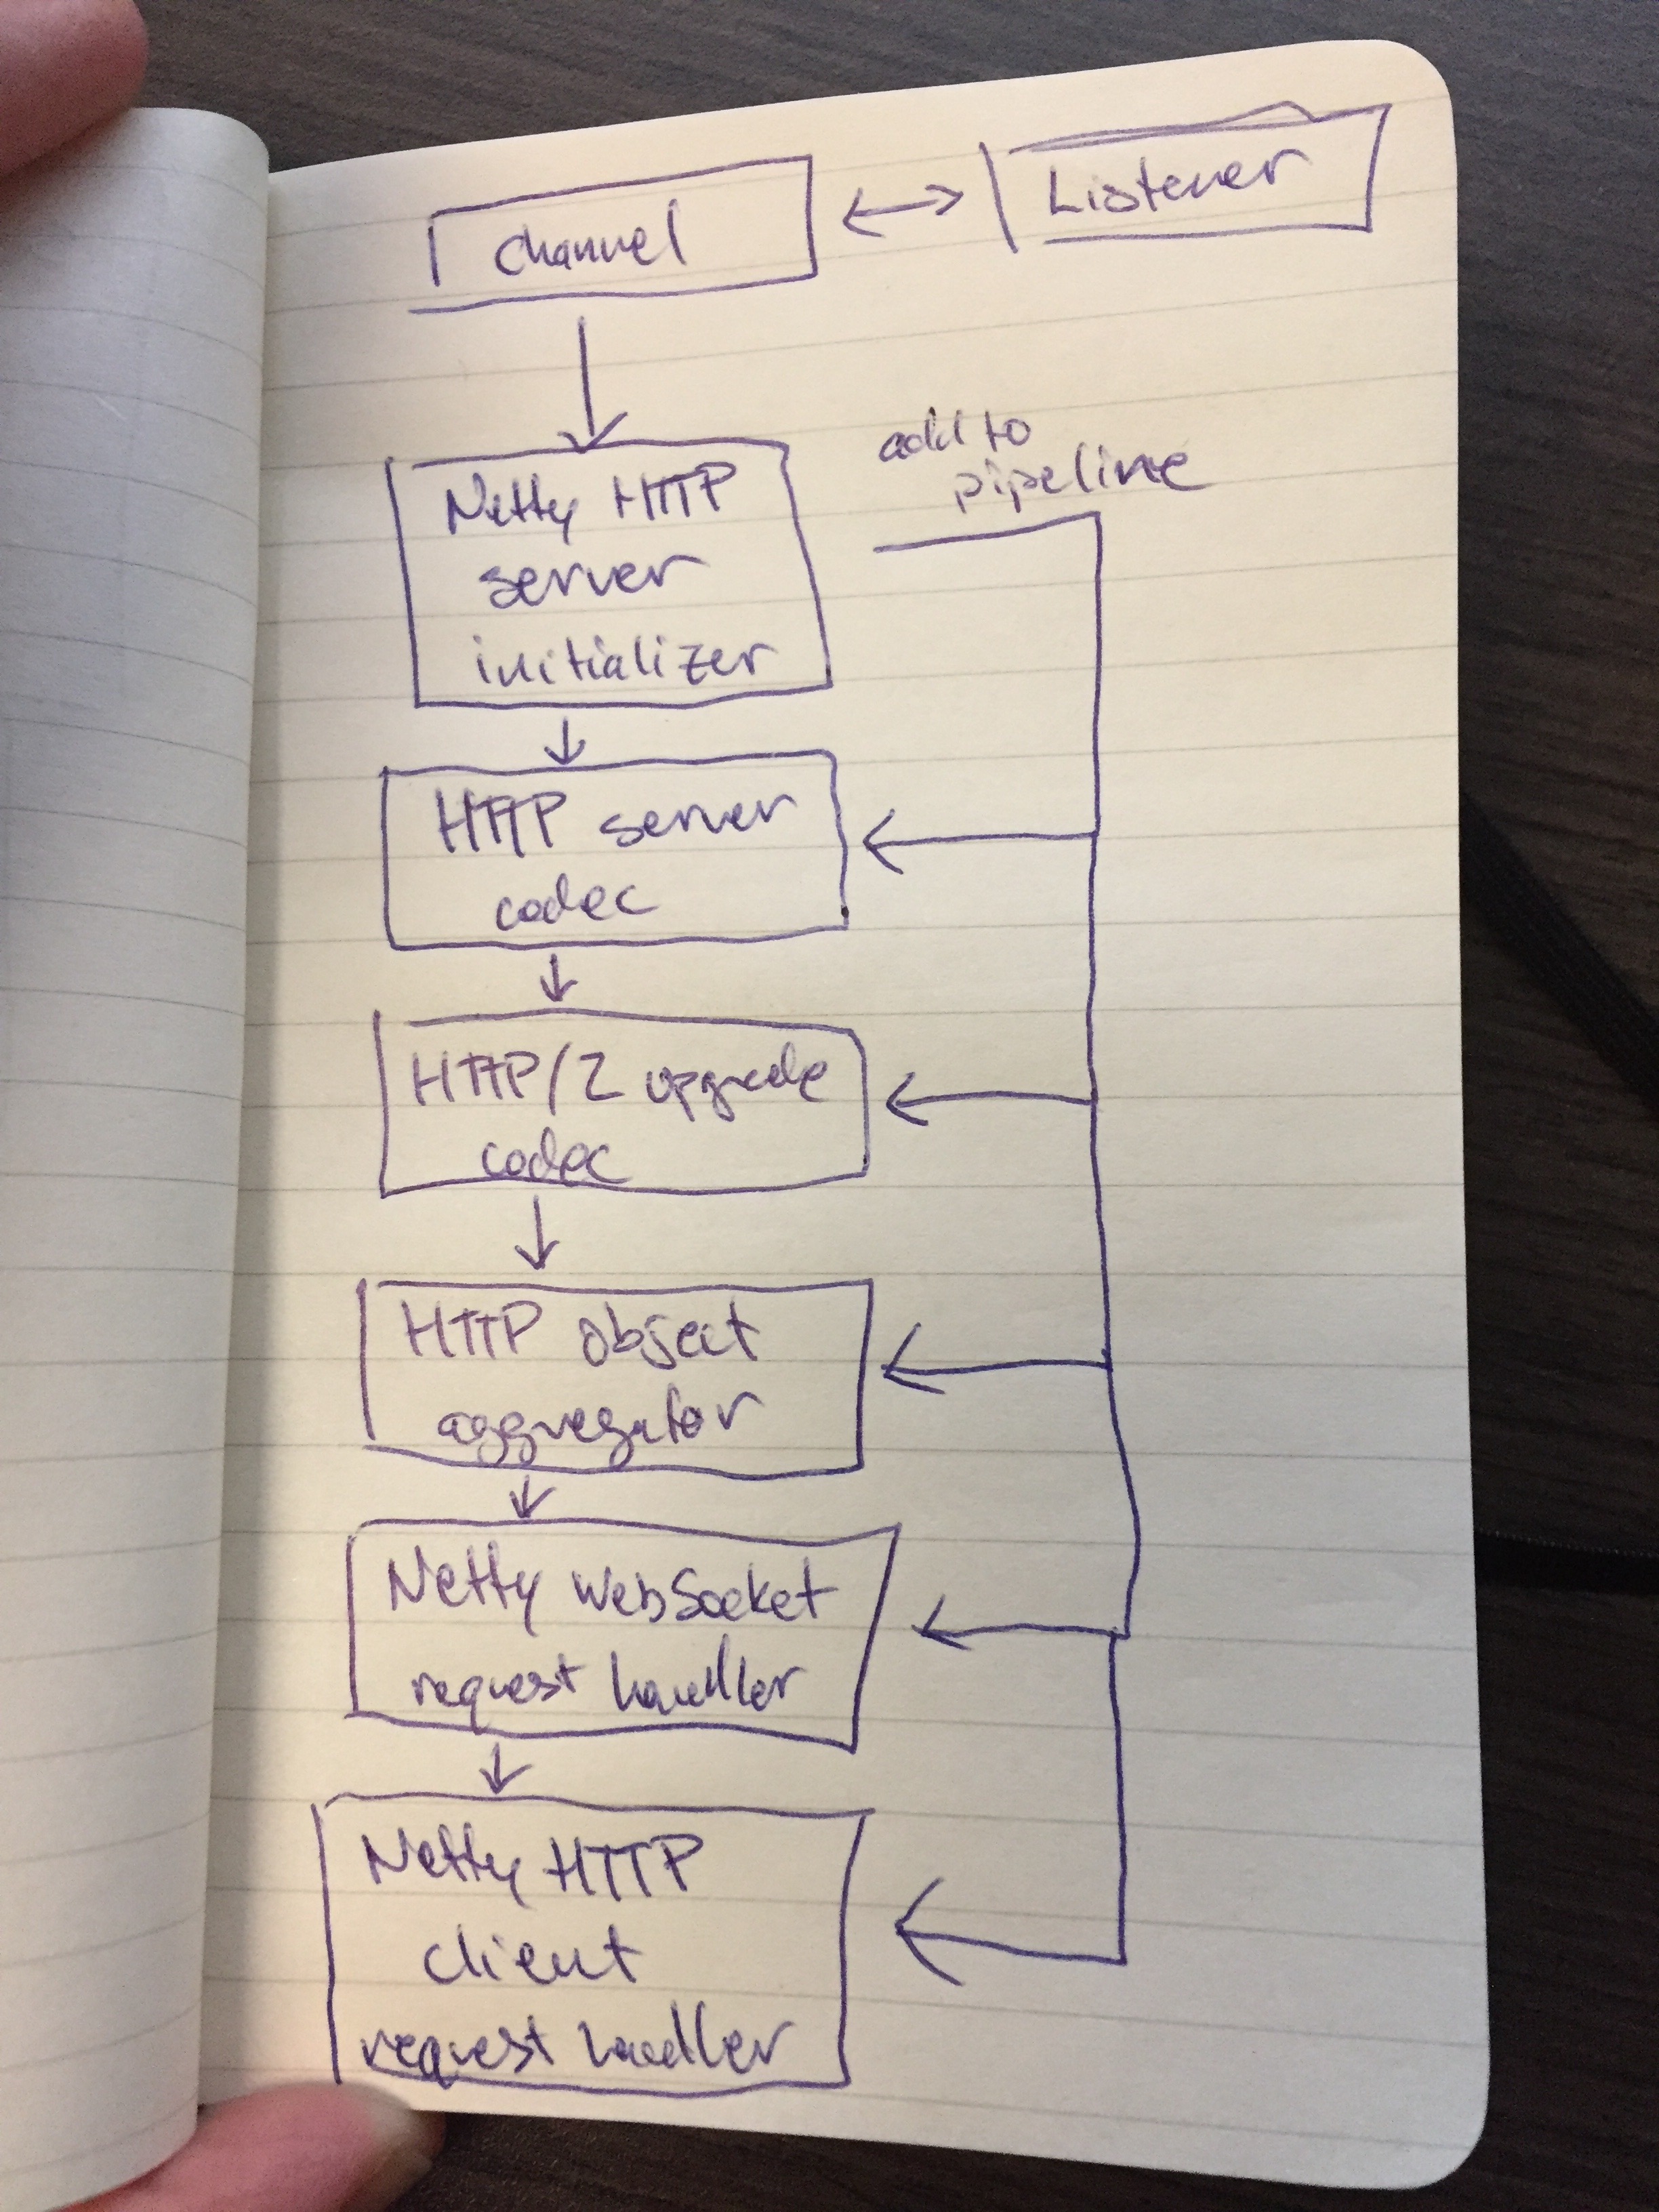 Channel
Listener
add to
pipeline
Netty HTTP
server
initializer
HTTP server
codec
HTTP/2 upgrade
codec
HTTP object
aggregator
Netty WebSocket
request handler
Netty HTTP
client
request handler